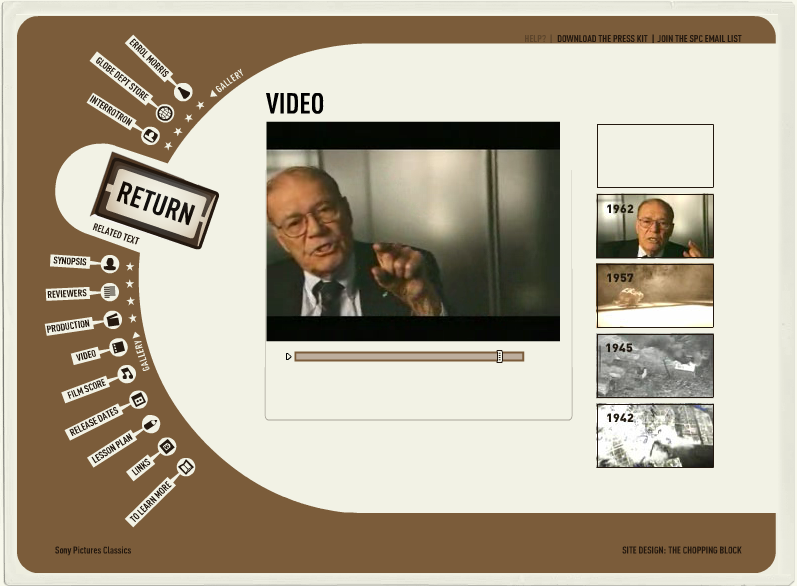 HELP? | DOWNLOAD THE PRESS KIT | JOIN THE SPC EMAIL LIST
ERROL MORRIS
GLOBE DEPT STORE
INTERROTRON
GALLERY
VIDEO
RETURN
RELATED TEXT
SYNOPSIS
REVIEWERS
PRODUCTION
VIDEO
GALLERY
FILM SCORE
RELEASE DATES
LESSON PLAN
LINKS
TO LEARN MORE
1962
1957
1945
1942
Sony Pictures Classics
SITE DESIGN: THE CHOPPING BLOCK